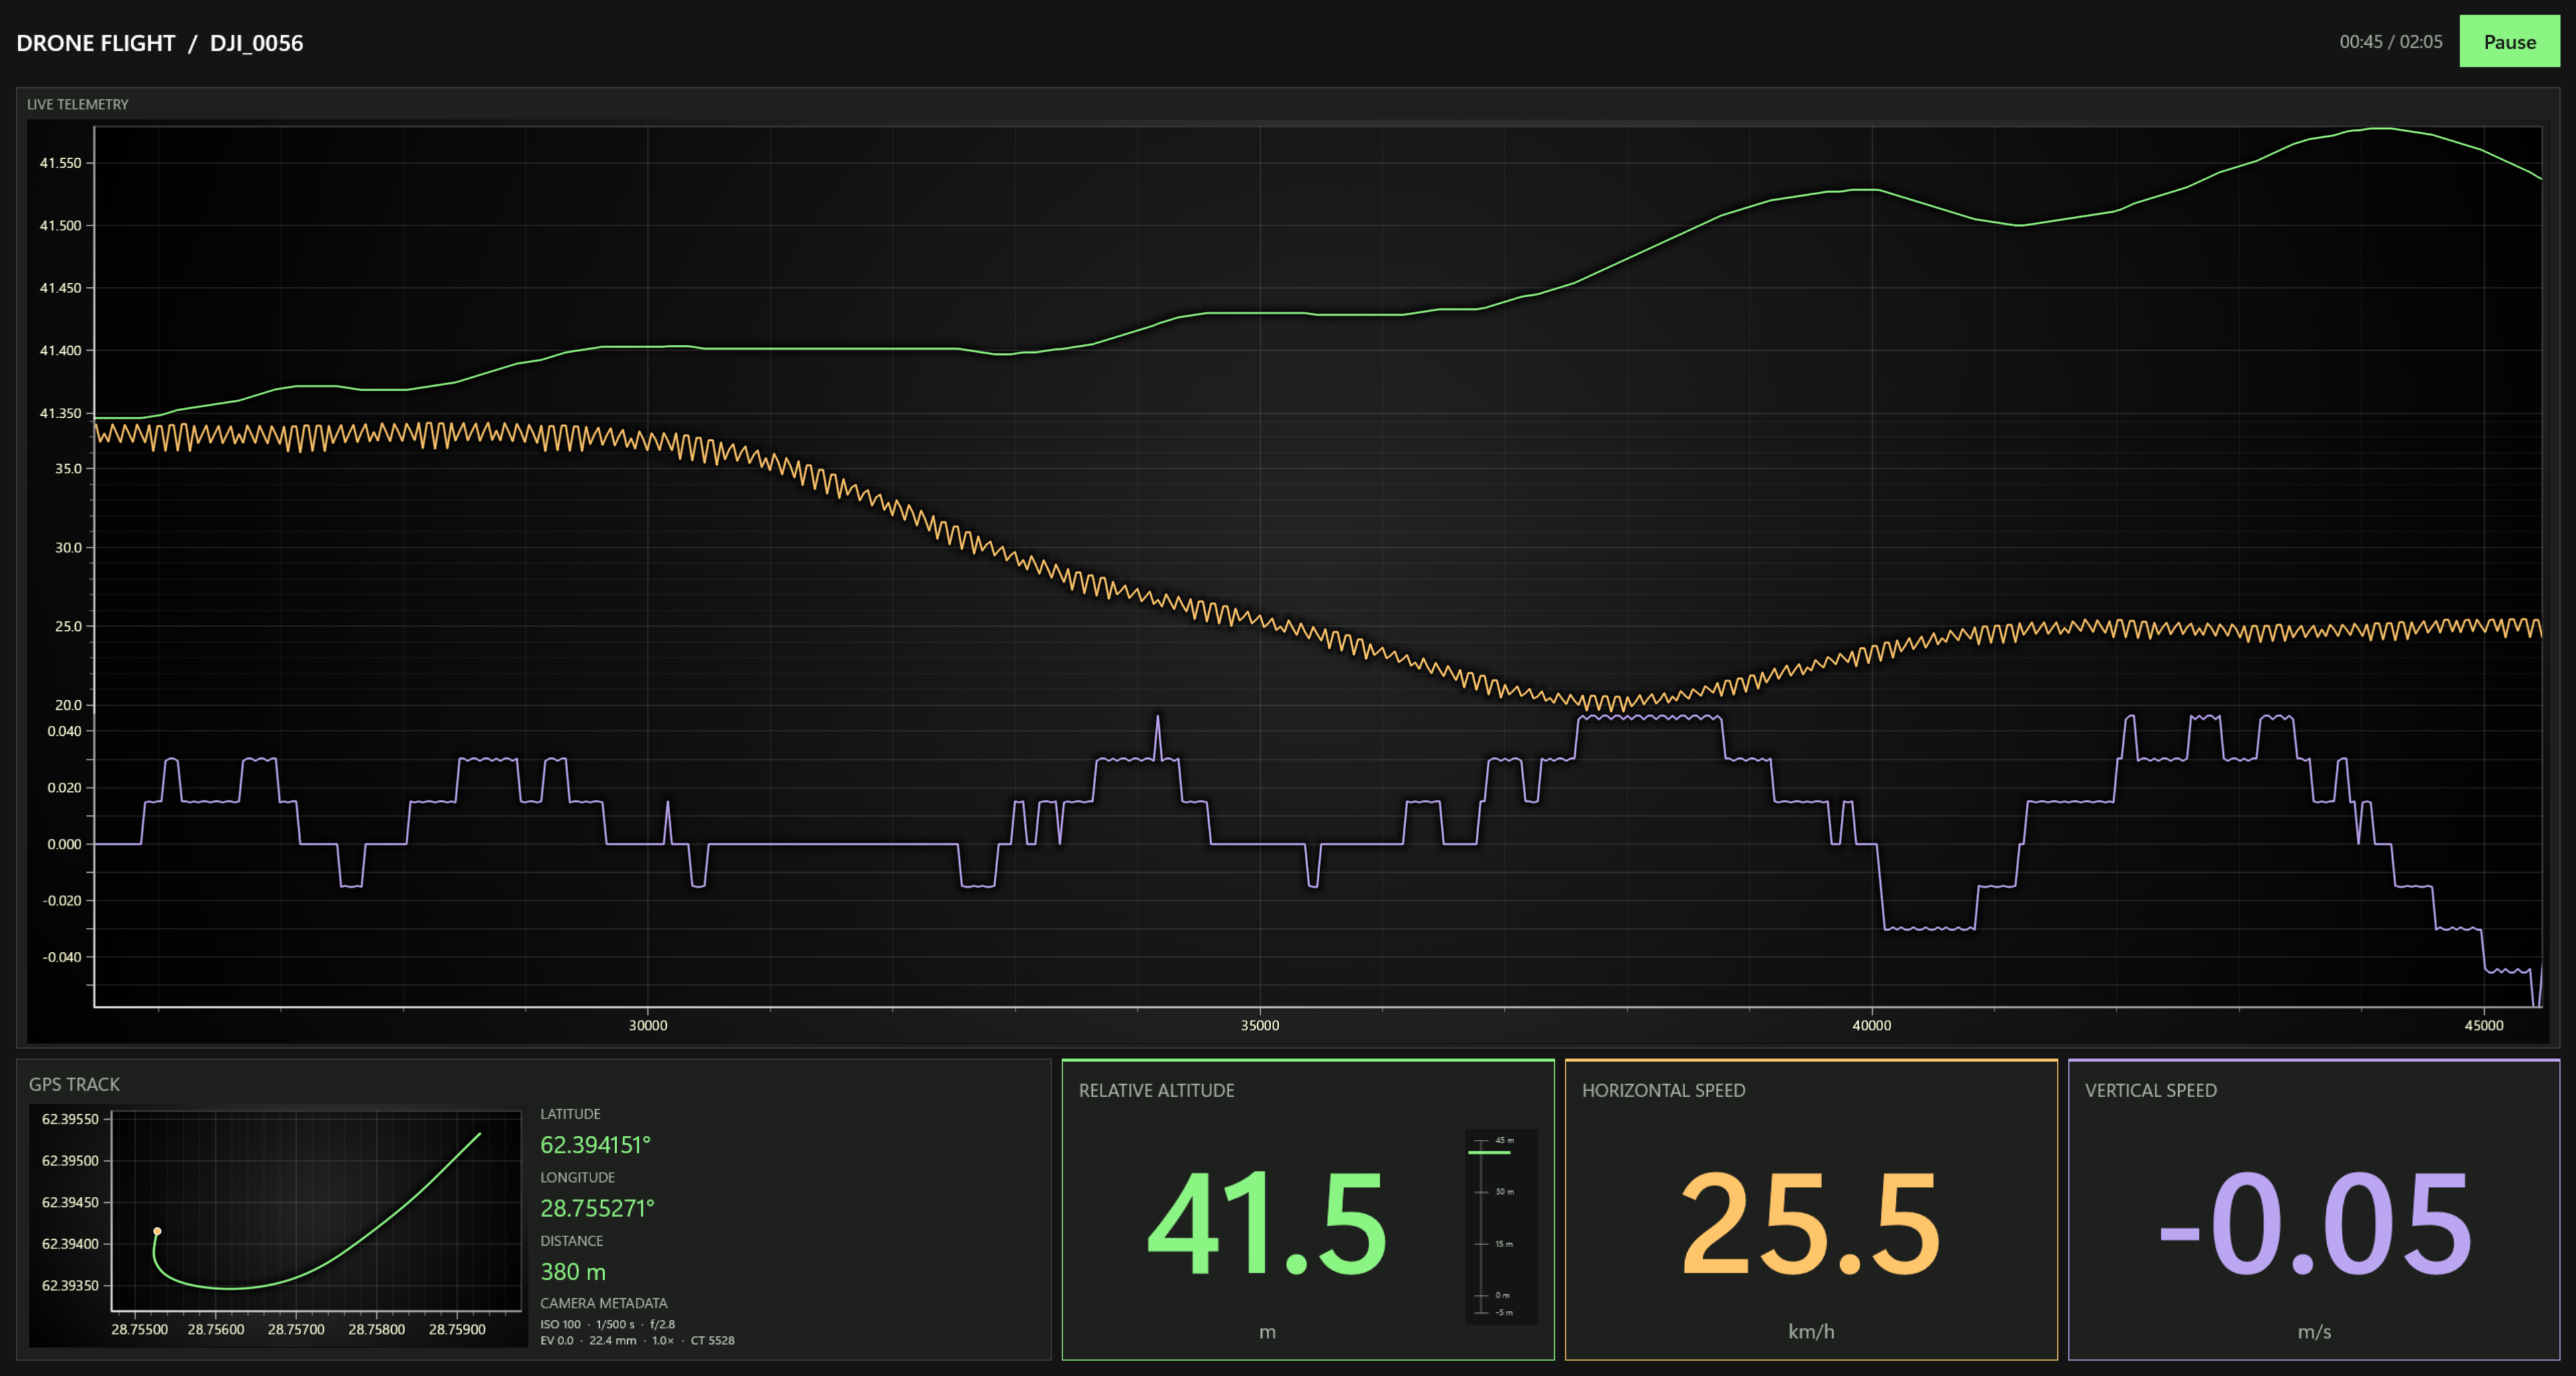 DRONE FLIGHT / DJI_0056
00:45 / 02:05
Pause
LIVE TELEMETRY
41.550
41.500
41.450
41.400
41.350
35.0
30.0
25.0
20.0
0.040
0.020
0.000
-0.020
-0.040
30000 35000 40000 45000
GPS TRACK
62.39550
62.39500
62.39450
62.39400
62.39350
28.75500 28.75600 28.75700 28.75800 28.75900
LATITUDE
62.394151°
LONGITUDE
28.755271°
DISTANCE
380 m
CAMERA METADATA
ISO 100 · 1/500 s · f/2.8
EV 0.0 · 22.4 mm · 1.0× · CT 5528
RELATIVE ALTITUDE
41.5
m
45 m
30 m
15 m
0 m
-5 m
HORIZONTAL SPEED
25.5
km/h
VERTICAL SPEED
-0.05
m/s